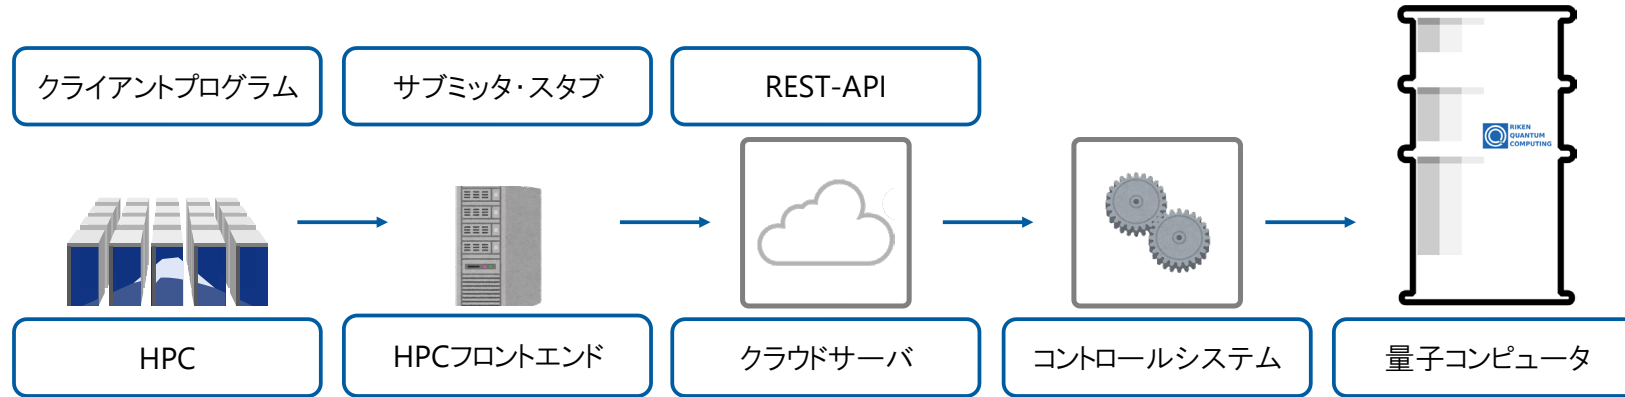 クライアントプログラム
サブミッタ・スタブ
REST-API
RIKEN
QUANTUM
COMPUTING
HPC
HPCフロントエンド
クラウドサーバ
コントロールシステム
量子コンピュータ